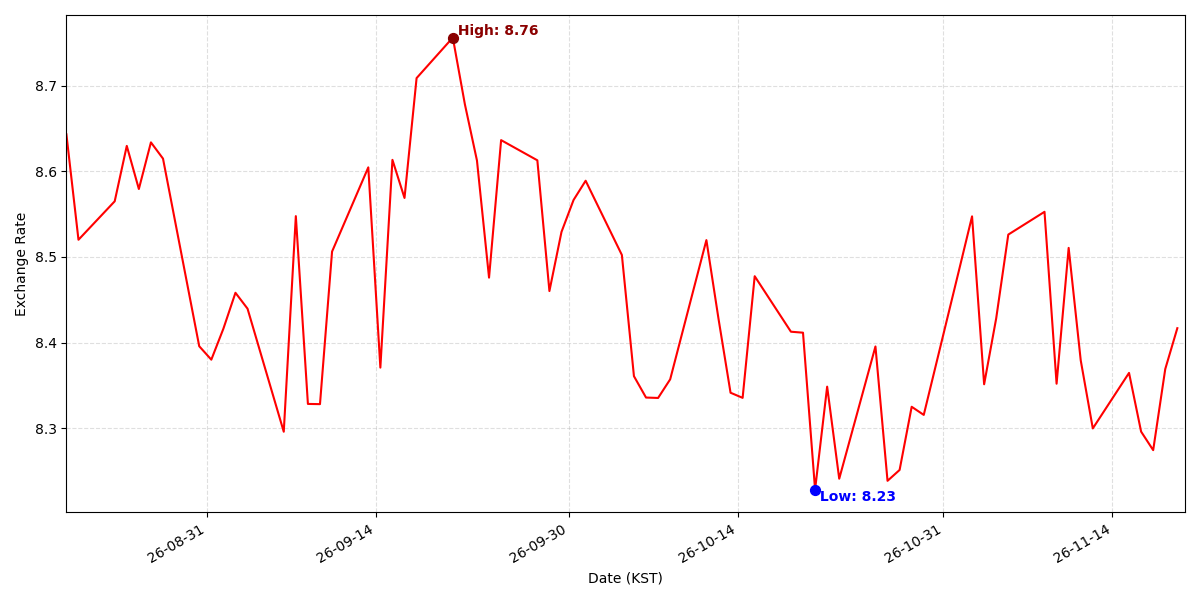 High: 8.76
8.7
8.6
8.5
8.4
8.3
Exchange Rate
Low: 8.23
26-08-31
26-09-14
26-09-30
26-10-14
26-10-31
26-11-14
Date (KST)